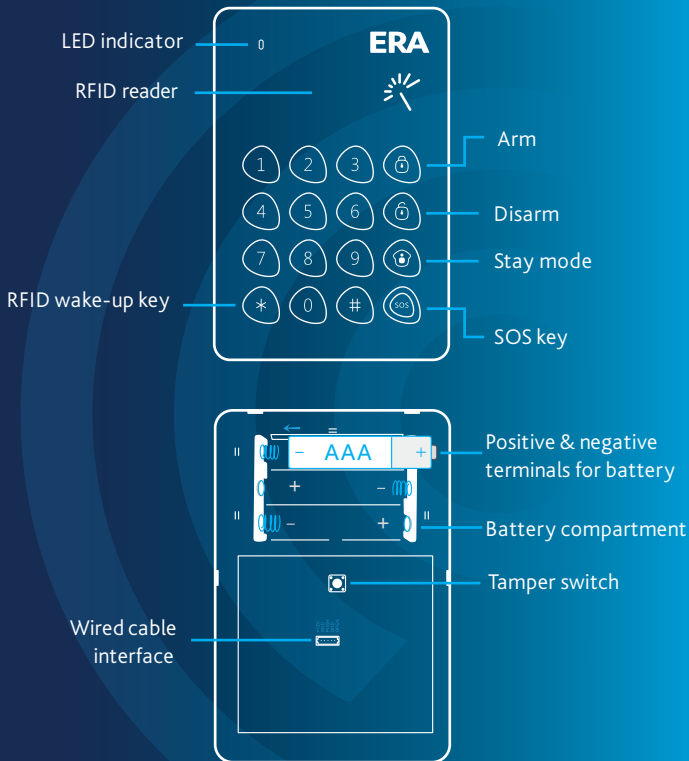 LED indicator
ERA
RFID reader
1 2 3
Arm
4 5 6
Disarm
7 8 9
Stay mode
RFID wake-up key
* 0 # SOS
SOS key
= 
- AAA +
Positive & negative
terminals for battery
+ -
- +
Battery compartment
Tamper switch
Wired cable
interface